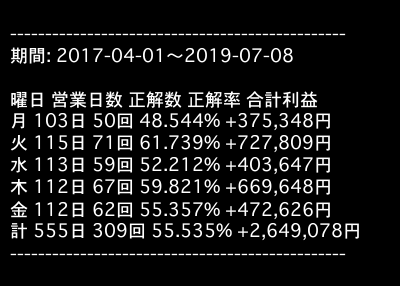 ------------------------------------------------
期間: 2017-04-01〜2019-07-08
曜日 営業日数 正解数 正解率 合計利益
月 103日 50回 48.544% +375,348円
火 115日 71回 61.739% +727,809円
水 113日 59回 52.212% +403,647円
木 112日 67回 59.821% +669,648円
金 112日 62回 55.357% +472,626円
計 555日 309回 55.535% +2,649,078円
------------------------------------------------